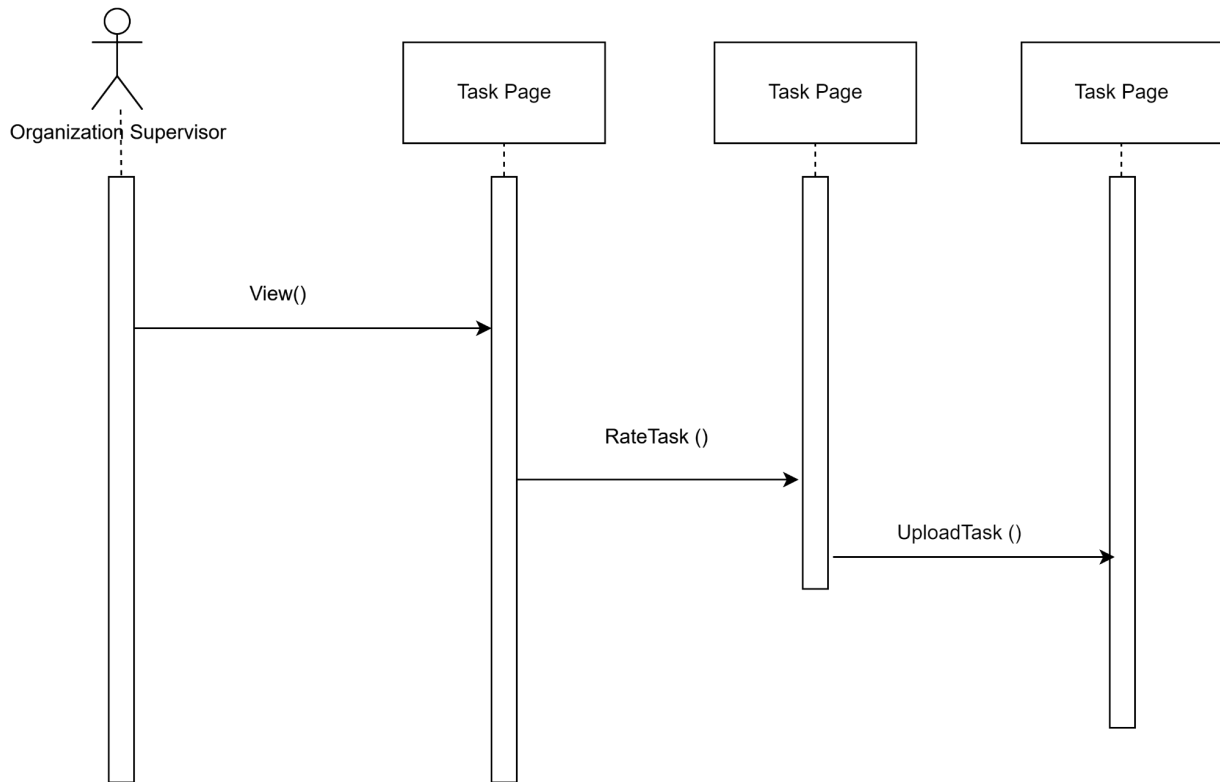 Organization Supervisor
Task Page
Task Page
Task Page
View()
RateTask ()
UploadTask ()